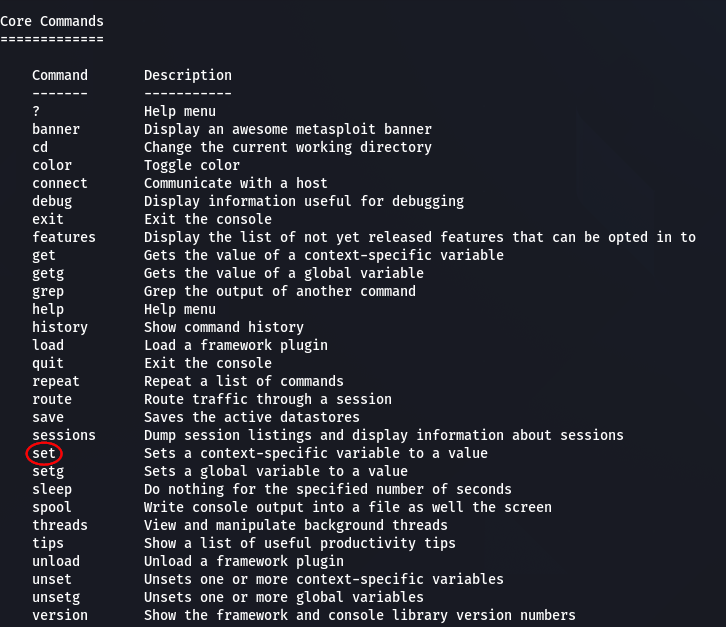 Core Commands
=============
Command Description
------- -----------
? Help menu
banner Display an awesome metasploit banner
cd Change the current working directory
color Toggle color
connect Communicate with a host
debug Display information useful for debugging
exit Exit the console
features Display the list of not yet released features that can be opted in to
get Gets the value of a context-specific variable
getg Gets the value of a global variable
grep Grep the output of another command
help Help menu
history Show command history
load Load a framework plugin
quit Exit the console
repeat Repeat a list of commands
route Route traffic through a session
save Saves the active datastores
sessions Dump session listings and display information about sessions
set Sets a context-specific variable to a value
setg Sets a global variable to a value
sleep Do nothing for the specified number of seconds
spool Write console output into a file as well the screen
threads View and manipulate background threads
tips Show a list of useful productivity tips
unload Unload a framework plugin
unset Unsets one or more context-specific variables
unsetg Unsets one or more global variables
version Show the framework and console library version numbers